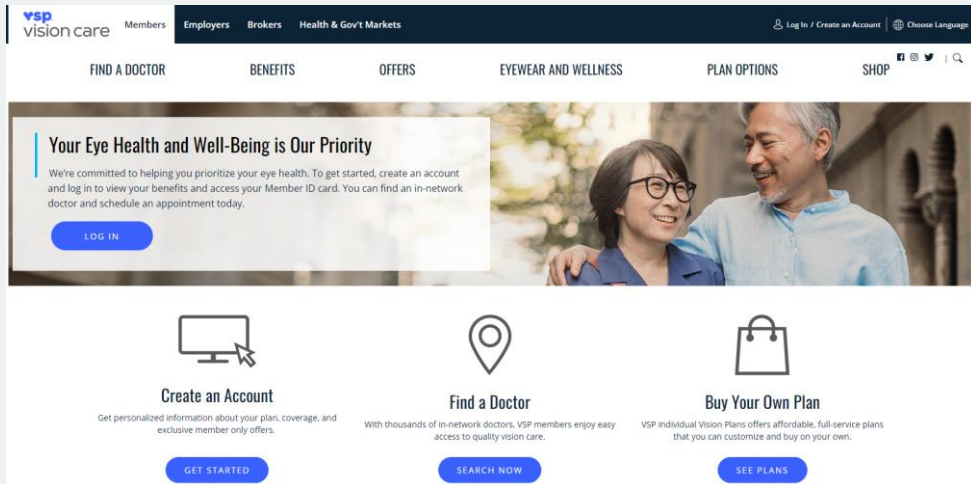 vsp
vision care
Members Employers Brokers Health & Gov't Markets
Log In / Create an Account
Choose Language
FIND A DOCTOR BENEFITS OFFERS EYEWEAR AND WELLNESS PLAN OPTIONS SHOP
Your Eye Health and Well-Being is Our Priority
We're committed to helping you prioritize your eye health. To get started, create an account
and log in to view your benefits and access your Member ID card. You can find an in-network
doctor and schedule an appointment today.
LOG IN
Create an Account
Get personalized information about your plan, coverage, and
exclusive member only offers.
GET STARTED
Find a Doctor
With thousands of in-network doctors, VSP members enjoy easy
access to quality vision care.
SEARCH NOW
Buy Your Own Plan
VSP Individual Vision Plans offers affordable, full-service plans
that you can customize and buy on your own.
SEE PLANS